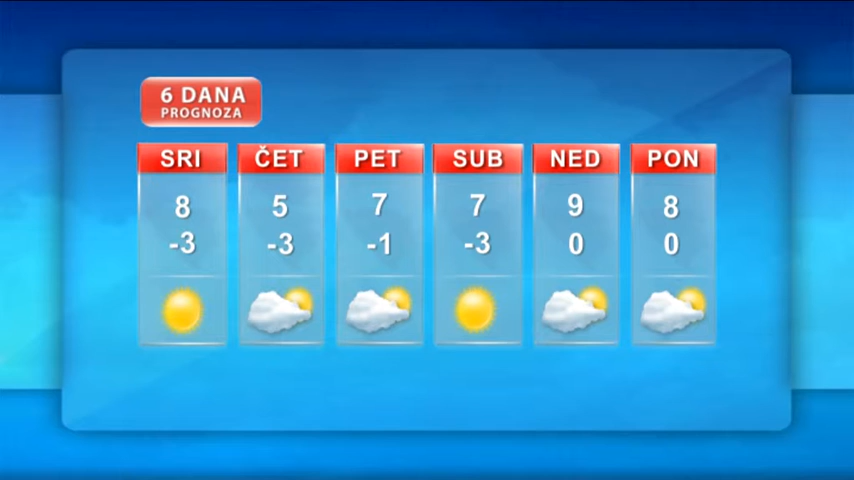 6 DANA
PROGNOZA
SRI ČET PET SUB NED PON
8 5 7 7 9 8
-3 -3 -1 -3 0 0